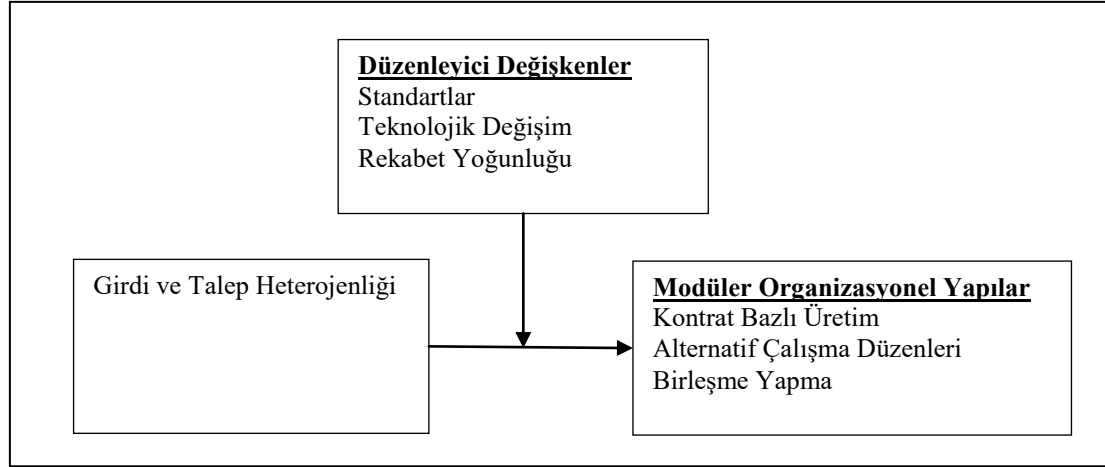 Düzenleyici Değişkenler
Standartlar
Teknolojik Değişim
Rekabet Yoğunluğu
Girdi ve Talep Heterojenliği
Modüler Organizasyonel Yapılar
Kontrat Bazlı Üretim
Alternatif Çalışma Düzenleri
Birleşme Yapma